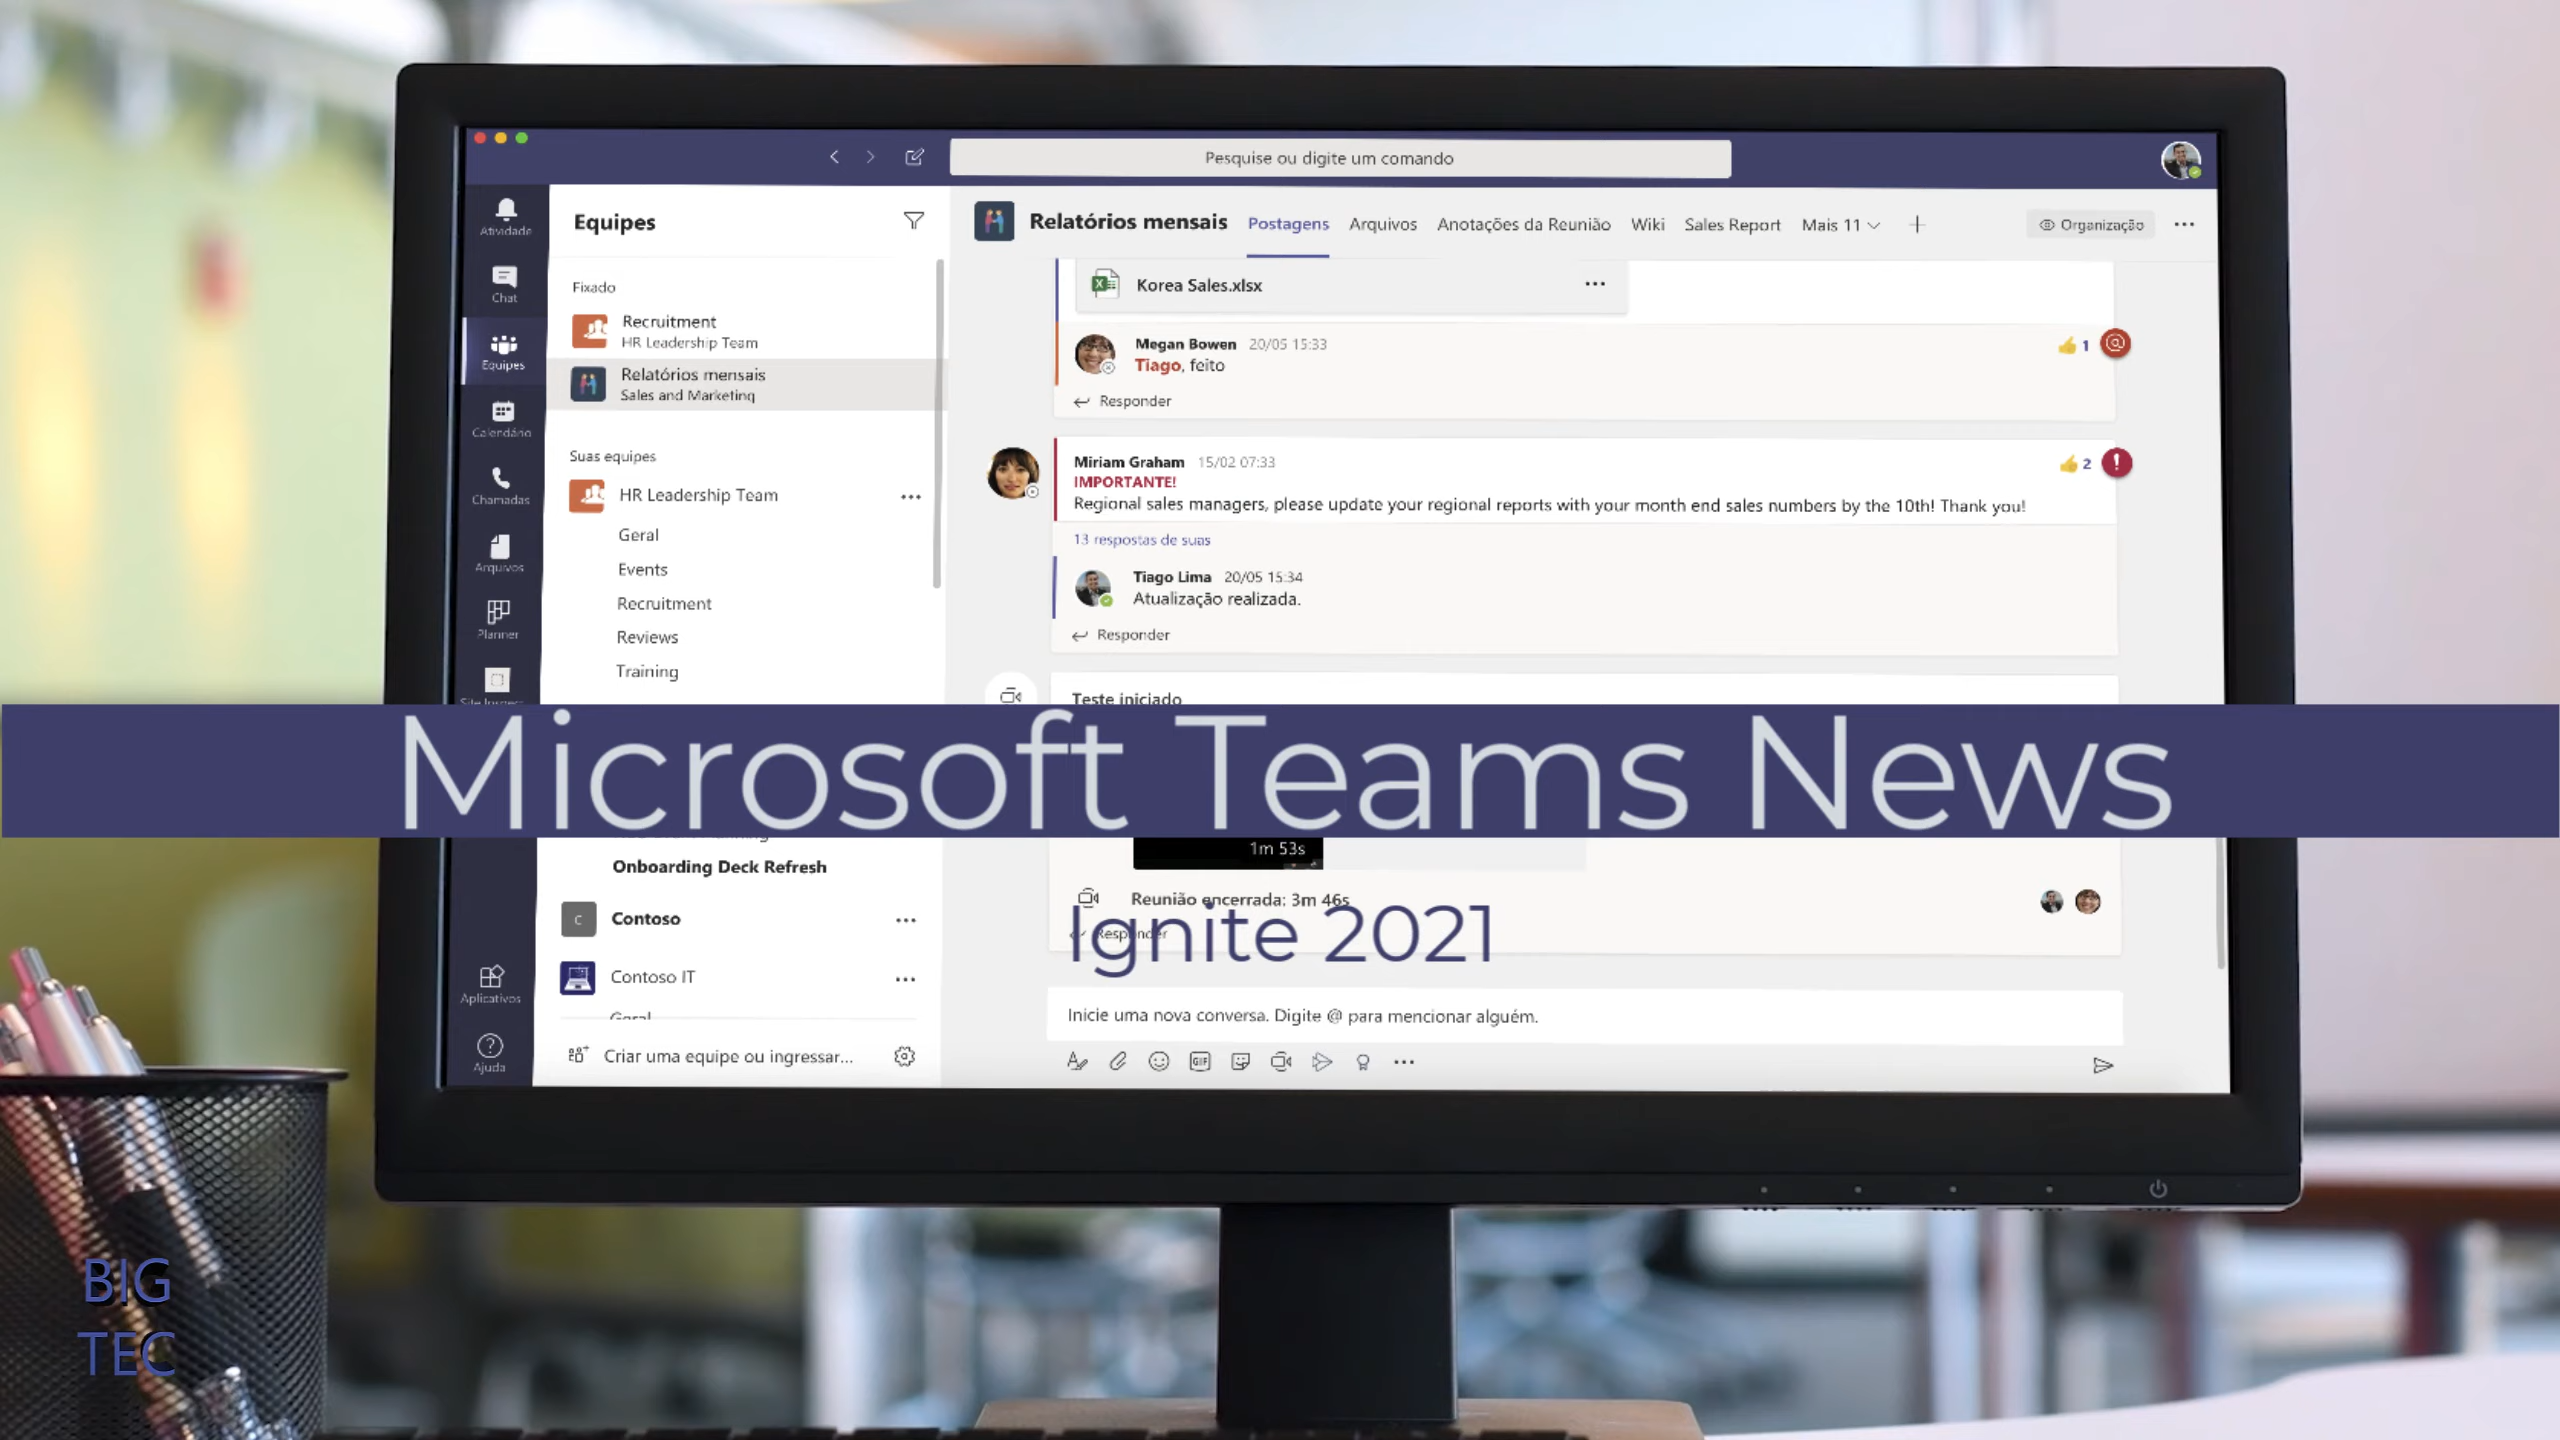 Pesquise ou digite um comando
Atividade
Chat
Equipes
Calendário
Chamadas
Arquivos
Planner
Aplicativos
Ajuda
Equipes
Fixado
Recruitment
HR Leadership Team
Relatórios mensais
Sales and Marketing
Suas equipes
HR Leadership Team
Geral
Events
Recruitment
Reviews
Training
Onboarding Deck Refresh
C
Contoso
Contoso IT
Geral
Criar uma equipe ou ingressar...
Relatórios mensais Postagens Arquivos Anotações da Reunião Wiki Sales Report Mais 11
Organização
Korea Sales.xlsx
Megan Bowen 20/05 15:33
Tiago, feito
1
Responder
Miriam Graham 15/02 07:33
2
IMPORTANTE!
Regional sales managers, please update your regional reports with your month end sales numbers by the 10th! Thank you!
13 respostas de suas
Tiago Lima 20/05 15:34
Atualização realizada.
Responder
Teste iniciado
Microsoft Teams News
1m 53s
Reunião encerrada: 3m 46s
Responder
Ignite 2021
Inicie uma nova conversa. Digite @ para mencionar alguém.
GIF
BIG
TEC